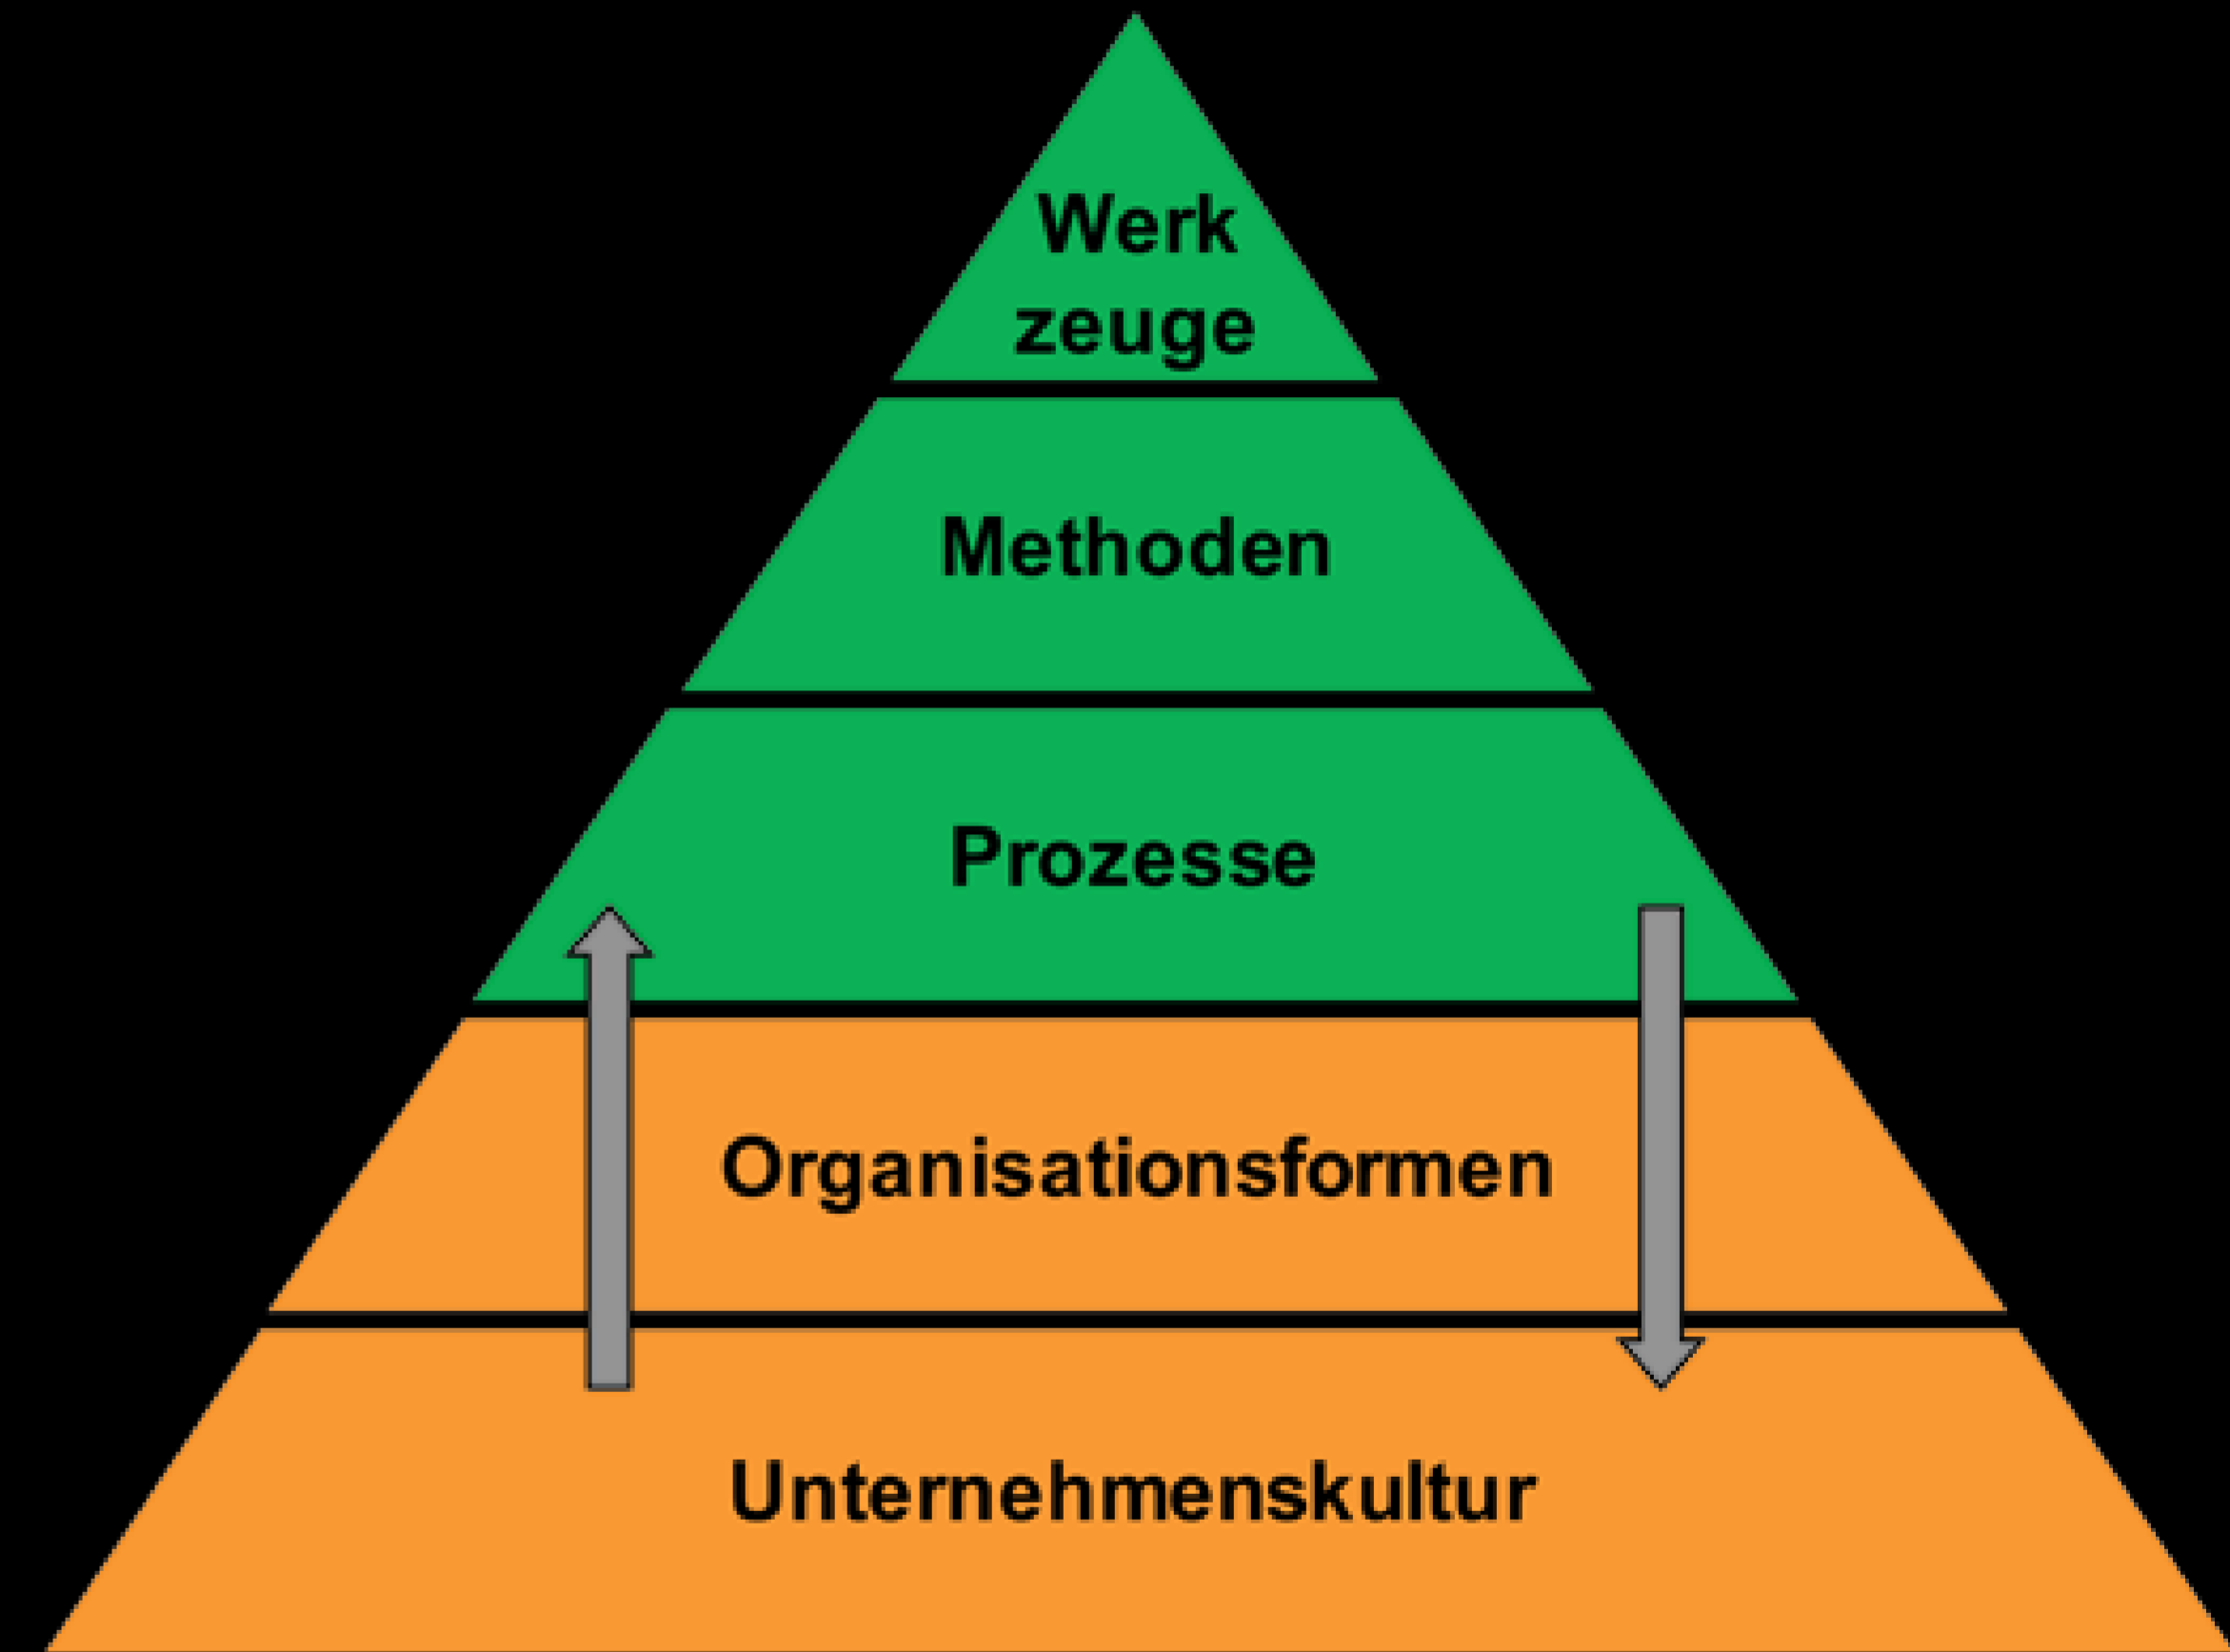 Werk
zeuge
Methoden
Prozesse
Organisationsformen
Unternehmenskultur